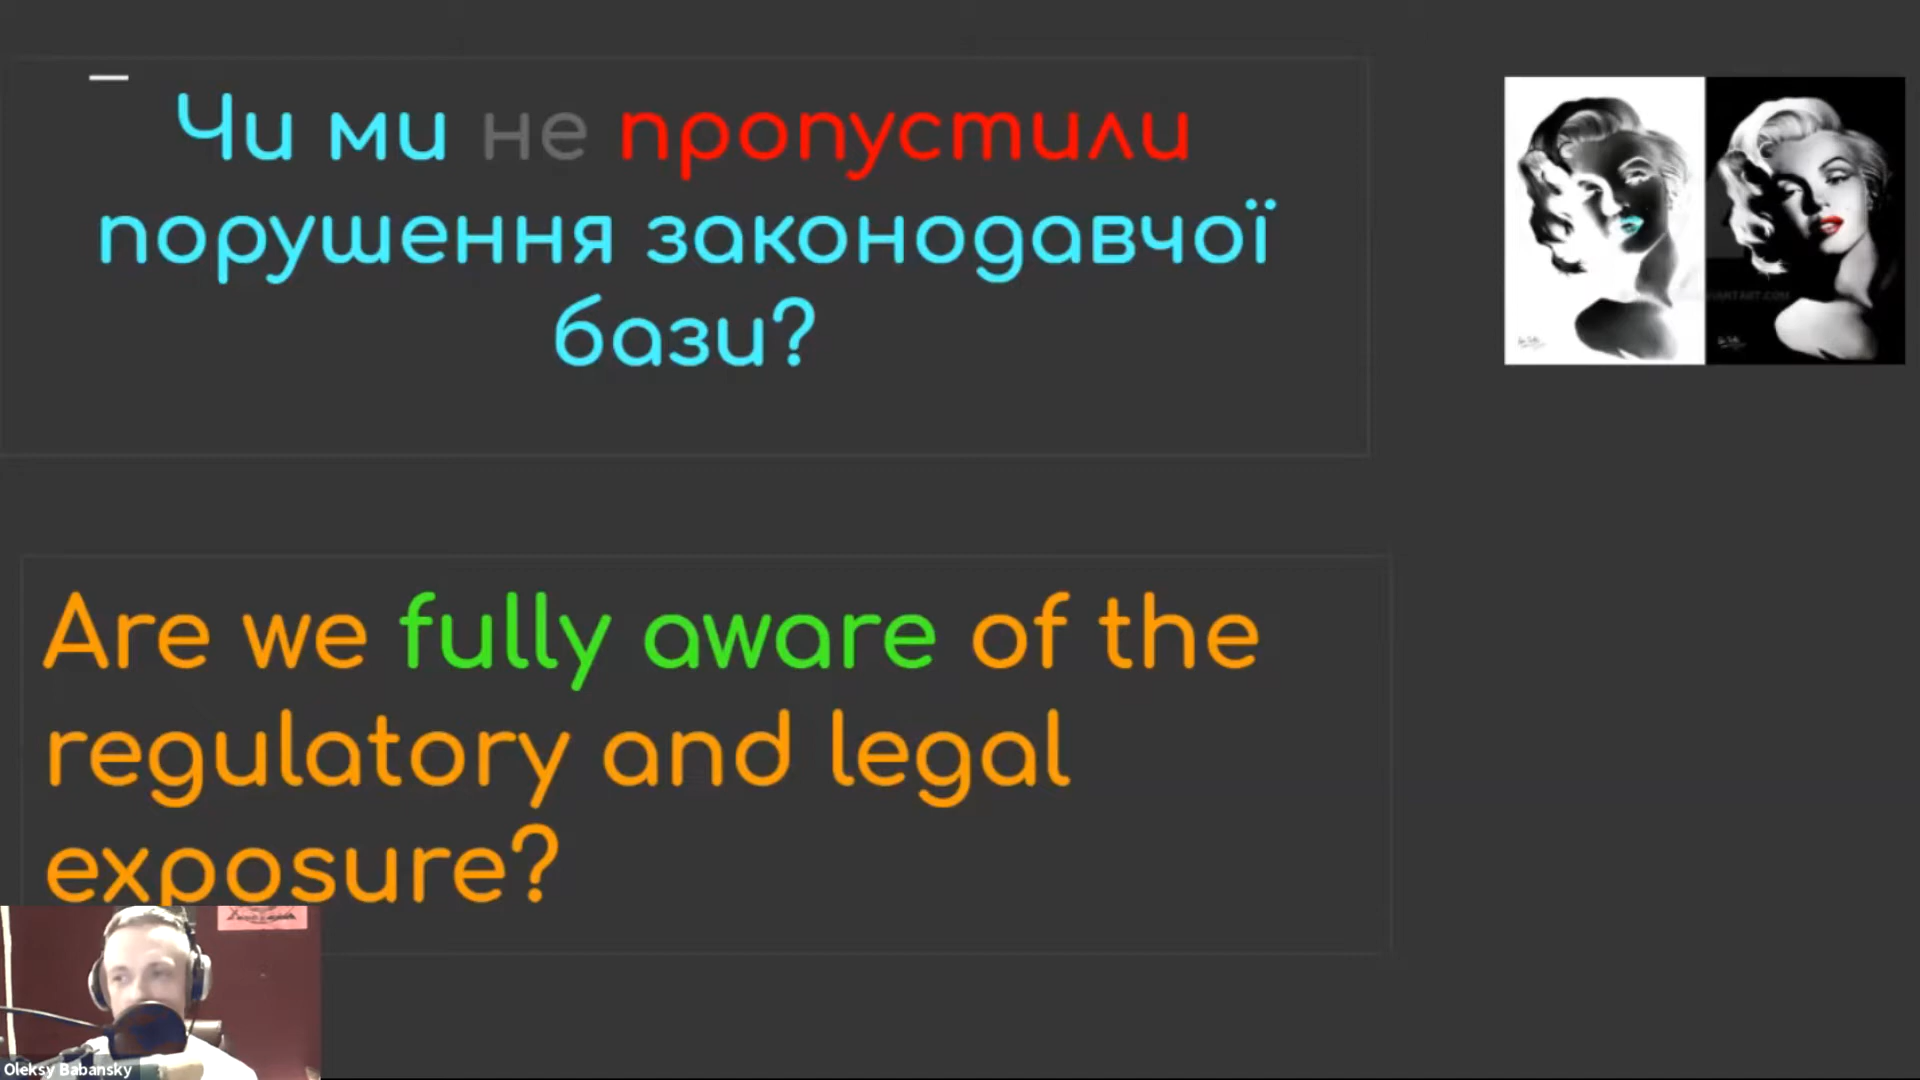 Чи ми не пропустили
порушення законодавчої
бази?
Are we fully aware of the
regulatory and legal
exposure?
Oleksy Babansky